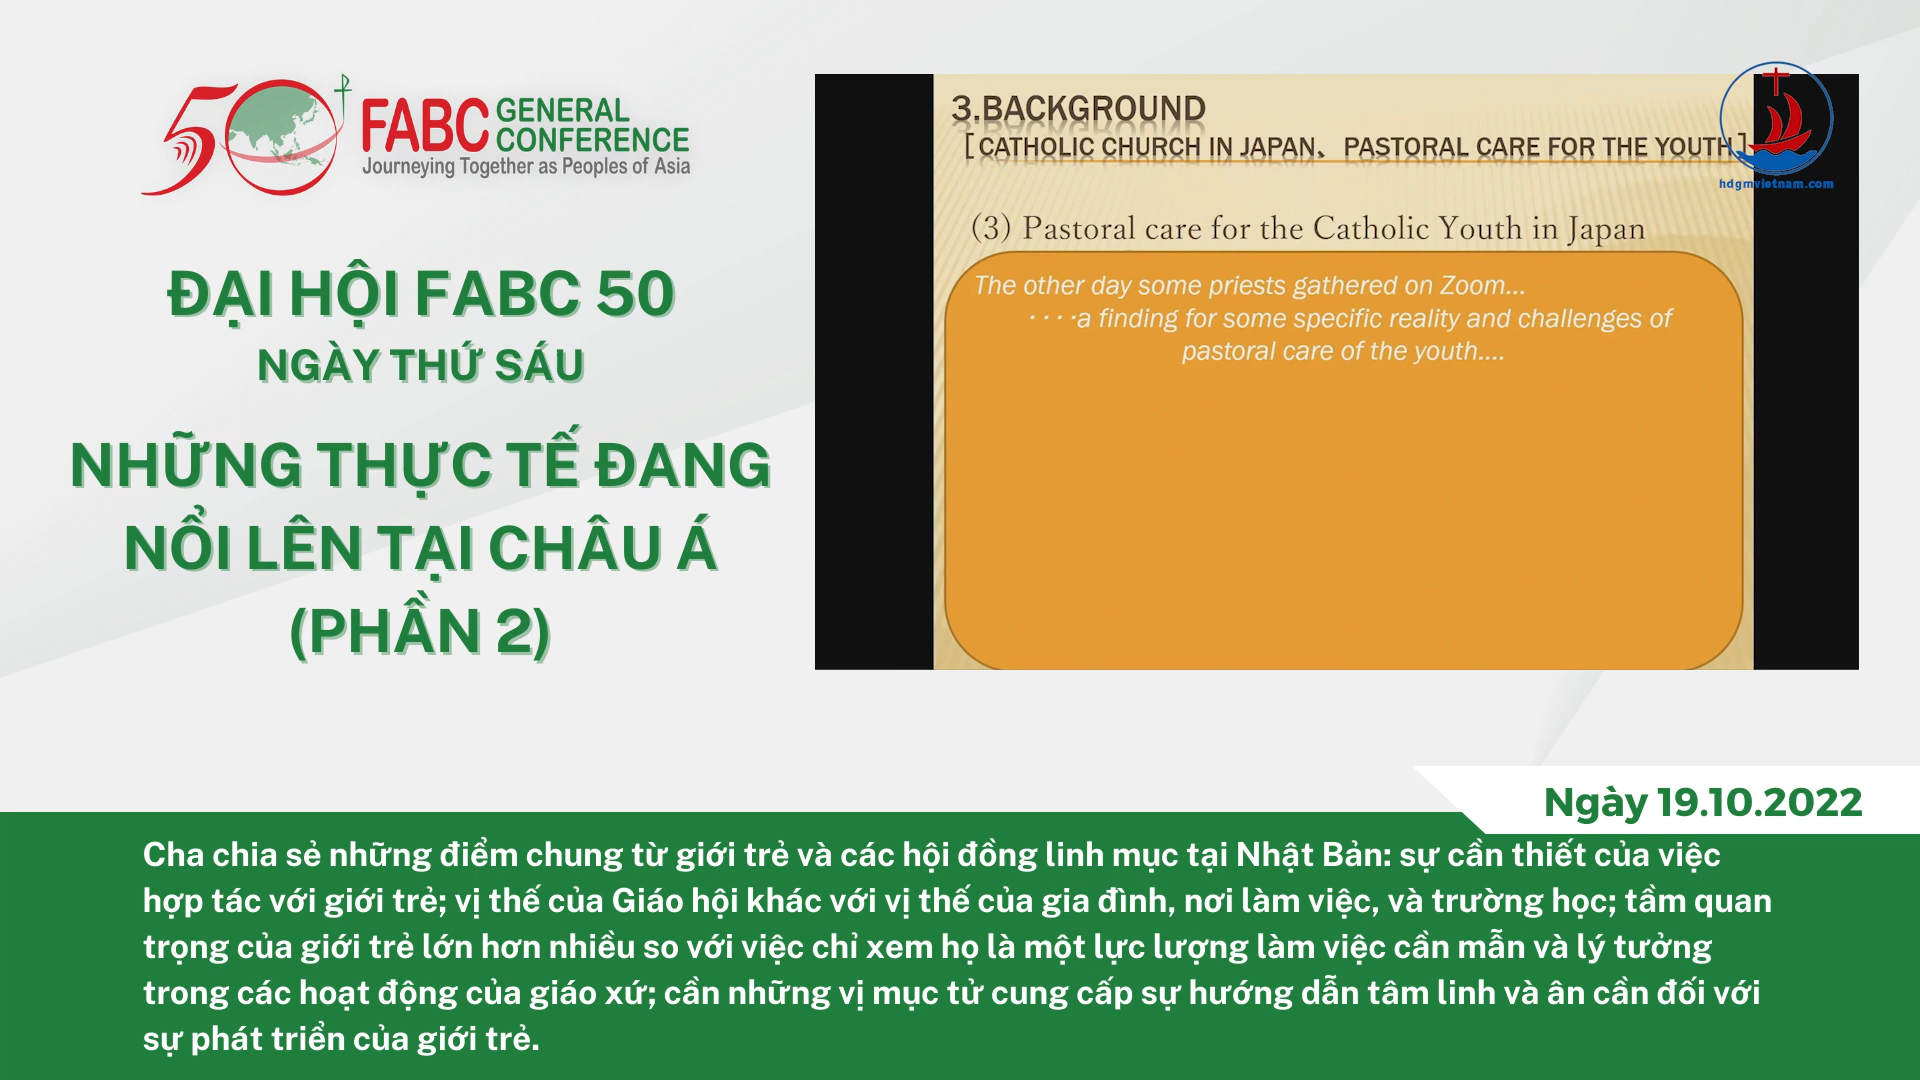 50
FABC GENERAL
CONFERENCE
Journeying Together as Peoples of Asia
ĐẠI HỘI FABC 50
NGÀY THỨ SÁU
NHỮNG THỰC TẾ ĐANG
NỔI LÊN TẠI CHÂU Á
(PHẦN 2)
3.BACKGROUND
[CATHOLIC CHURCH IN JAPAN、PASTORAL CARE FOR THE YOUTH]
hdgmvietnam.com
(3) Pastoral care for the Catholic Youth in Japan
The other day some priests gathered on Zoom...
････a finding for some specific reality and challenges of
pastoral care of the youth....
Ngày 19.10.2022
Cha chia sẻ những điểm chung từ giới trẻ và các hội đồng linh mục tại Nhật Bản: sự cần thiết của việc
hợp tác với giới trẻ; vị thế của Giáo hội khác với vị thế của gia đình, nơi làm việc, và trường học; tầm quan
trọng của giới trẻ lớn hơn nhiều so với việc chỉ xem họ là một lực lượng làm việc cần mẫn và lý tưởng
trong các hoạt động của giáo xứ; cần những vị mục tử cung cấp sự hướng dẫn tâm linh và ân cần đối với
sự phát triển của giới trẻ.